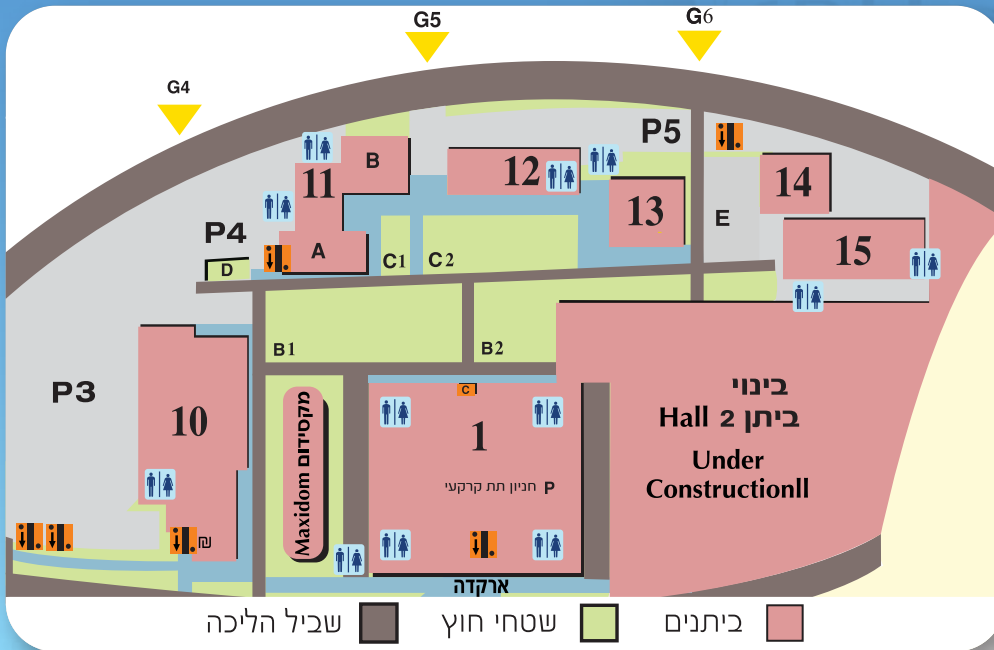 G5
G6
G4
P5
B
12
11
14
13
E
P4
A
15
C1
C2
D
B1
B2
P3
בינוי
C
Hall 2 ביתן
10
1
מקסידום Maxidom
Under
Constructionll
P חניון תת קרקעי
₪
ארקדה
ביתנים
שטחי חוץ
שביל הליכה